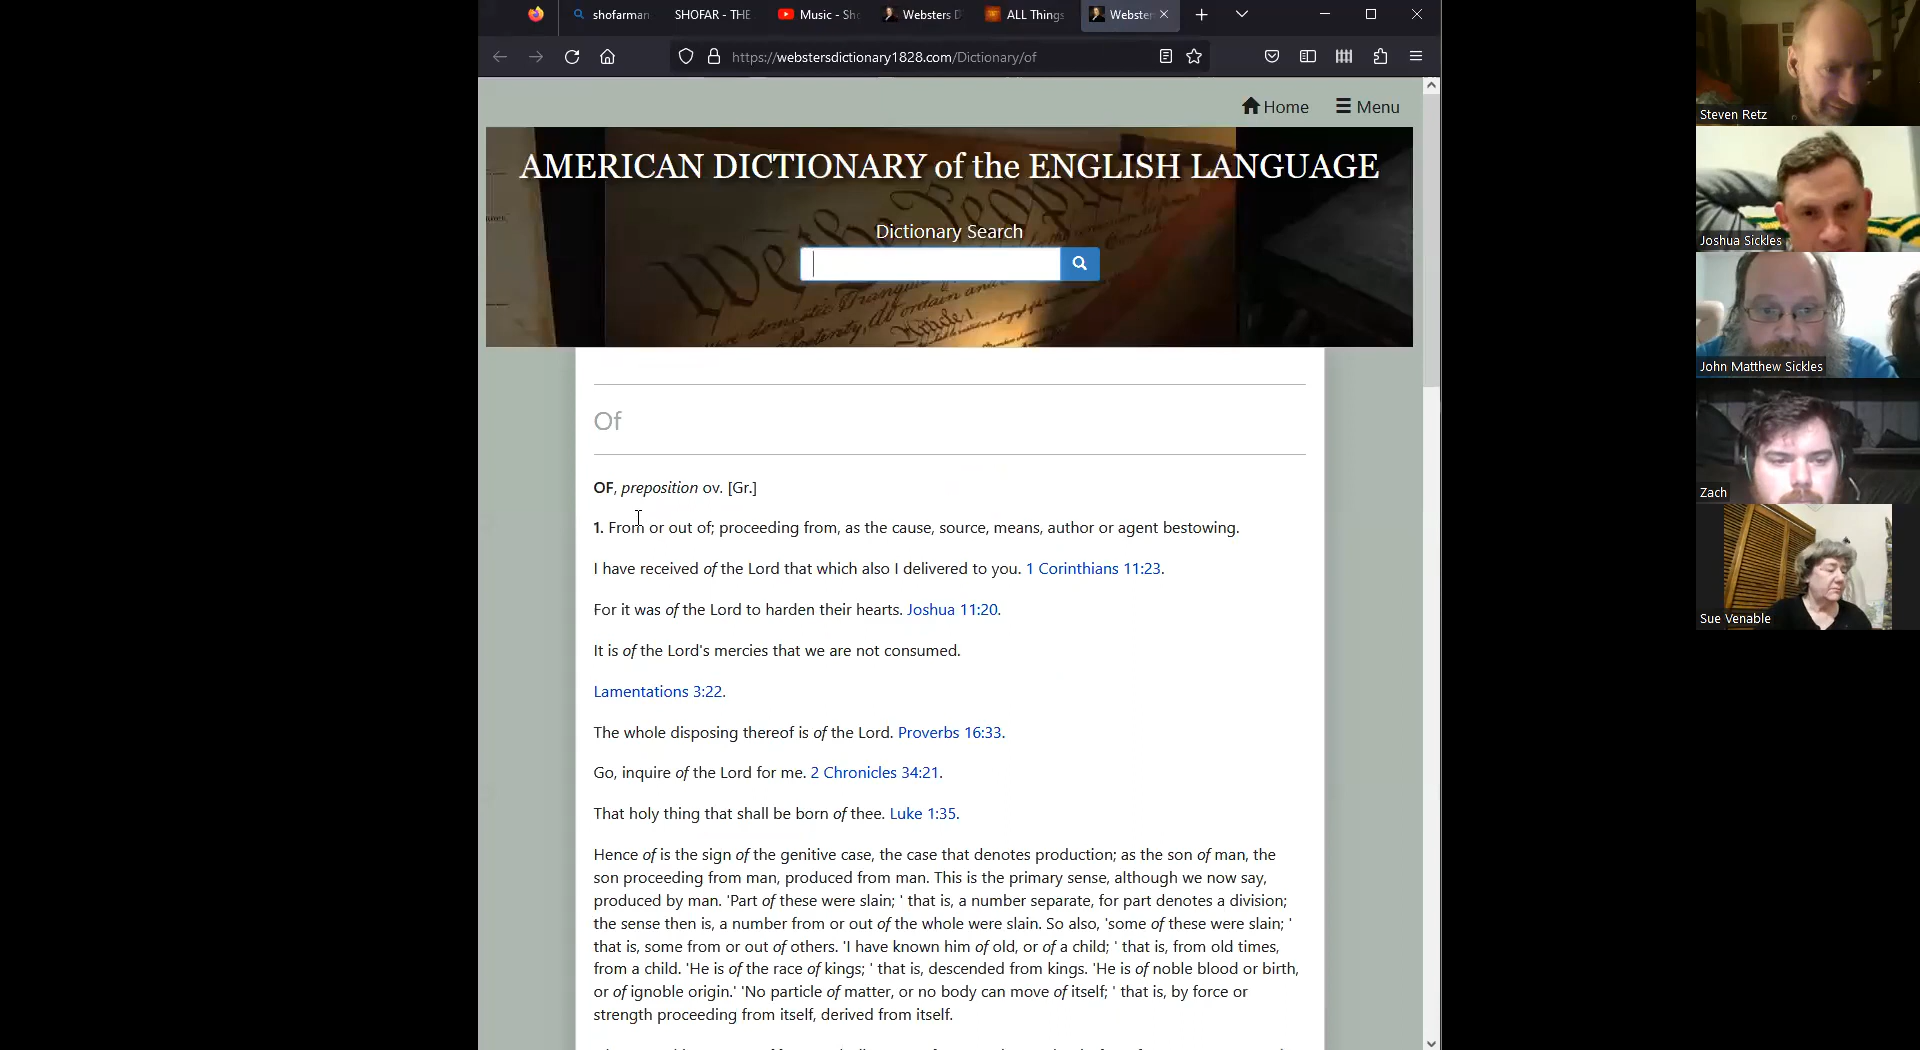 shofarman
SHOFAR - THE
Music - Sho
Websters D
ALL Things
Webster
https://webstersdictionary1828.com/Dictionary/of
Home
Menu
AMERICAN DICTIONARY of the ENGLISH LANGUAGE
Dictionary Search
We the People
Article 1
Of
OF, preposition ov. [Gr.]
1. From or out of; proceeding from, as the cause, source, means, author or agent bestowing.
I have received of the Lord that which also I delivered to you. 1 Corinthians 11:23.
For it was of the Lord to harden their hearts. Joshua 11:20.
It is of the Lord's mercies that we are not consumed.
Lamentations 3:22.
The whole disposing thereof is of the Lord. Proverbs 16:33.
Go, inquire of the Lord for me. 2 Chronicles 34:21.
That holy thing that shall be born of thee. Luke 1:35.
Hence of is the sign of the genitive case, the case that denotes production; as the son of man, the
son proceeding from man, produced from man. This is the primary sense, although we now say,
produced by man. 'Part of these were slain; ' that is, a number separate, for part denotes a division;
the sense then is, a number from or out of the whole were slain. So also, 'some of these were slain; '
that is, some from or out of others. 'I have known him of old, or of a child; ' that is, from old times,
from a child. 'He is of the race of kings; ' that is, descended from kings. 'He is of noble blood or birth,
or of ignoble origin.' 'No particle of matter, or no body can move of itself; ' that is, by force or
strength proceeding from itself, derived from itself.
Steven Retz
Joshua Sickles
John Matthew Sickles
Zach
Sue Venable